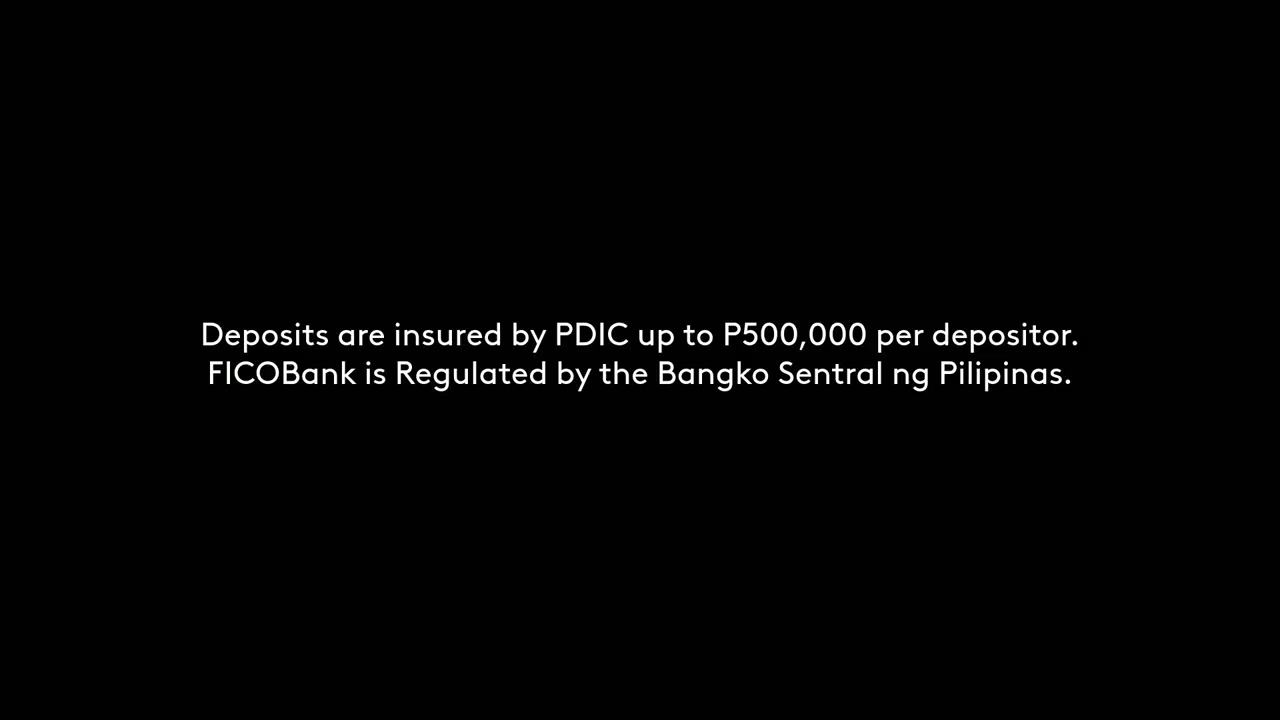 Deposits are insured by PDIC up to P500,000 per depositor.
FICOBank is Regulated by the Bangko Sentral ng Pilipinas.